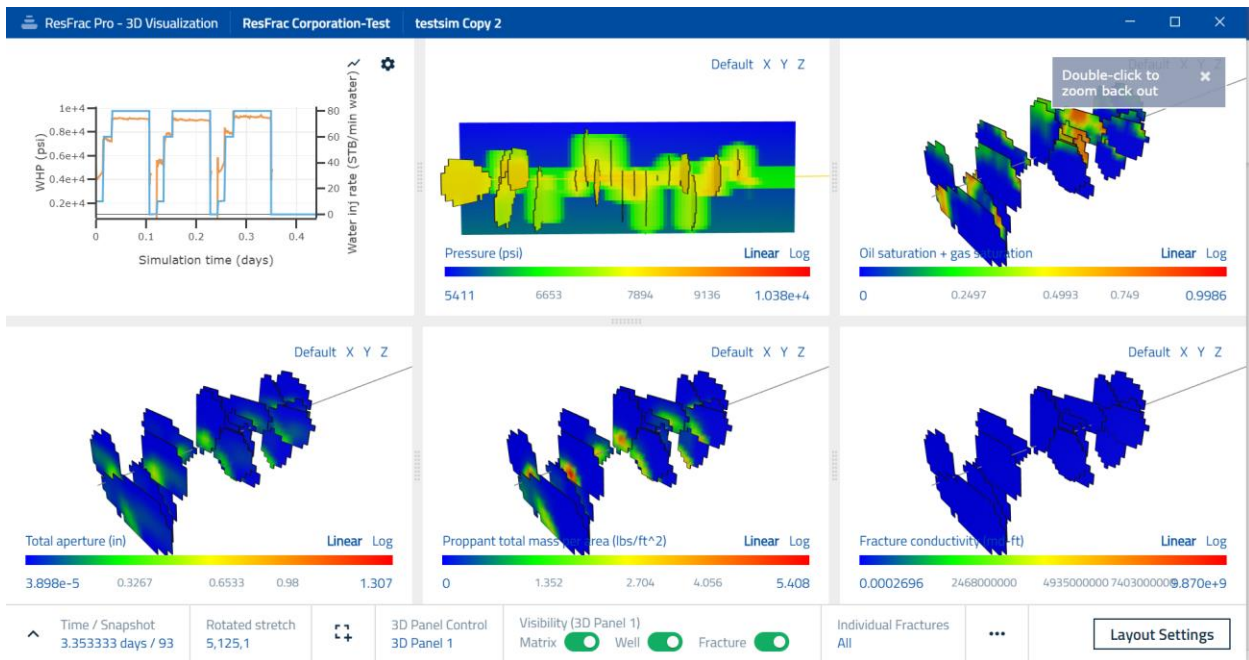 ResFrac Pro - 3D Visualization ResFrac Corporation-Test testsim Copy 2
WHP (psi)
1e+4
0.8e+4
0.6e+4
0.4e+4
0.2e+4
80
60
40
20
0
Water inj rate (STB/min water)
0 0.1 0.2 0.3 0.4
Simulation time (days)
Default X Y Z
Pressure (psi) Linear Log
5411 6653 7894 9136 1.038e+4
Double-click to
zoom back out
Oil saturation + gas saturation Linear Log
0 0.2497 0.4993 0.749 0.9986
Default X Y Z
Total aperture (in) Linear Log
3.898e-5 0.3267 0.6533 0.98 1.307
Default X Y Z
Proppant total mass per area (lbs/ft^2) Linear Log
0 1.352 2.704 4.056 5.408
Default X Y Z
Fracture conductivity (md-ft) Linear Log
0.0002696 2468000000 4935000000 7403000000 9.870e+9
Time / Snapshot
3.353333 days / 93
Rotated stretch
5,125,1
3D Panel Control
3D Panel 1
Visibility (3D Panel 1)
Matrix Well Fracture
Individual Fractures
All
Layout Settings